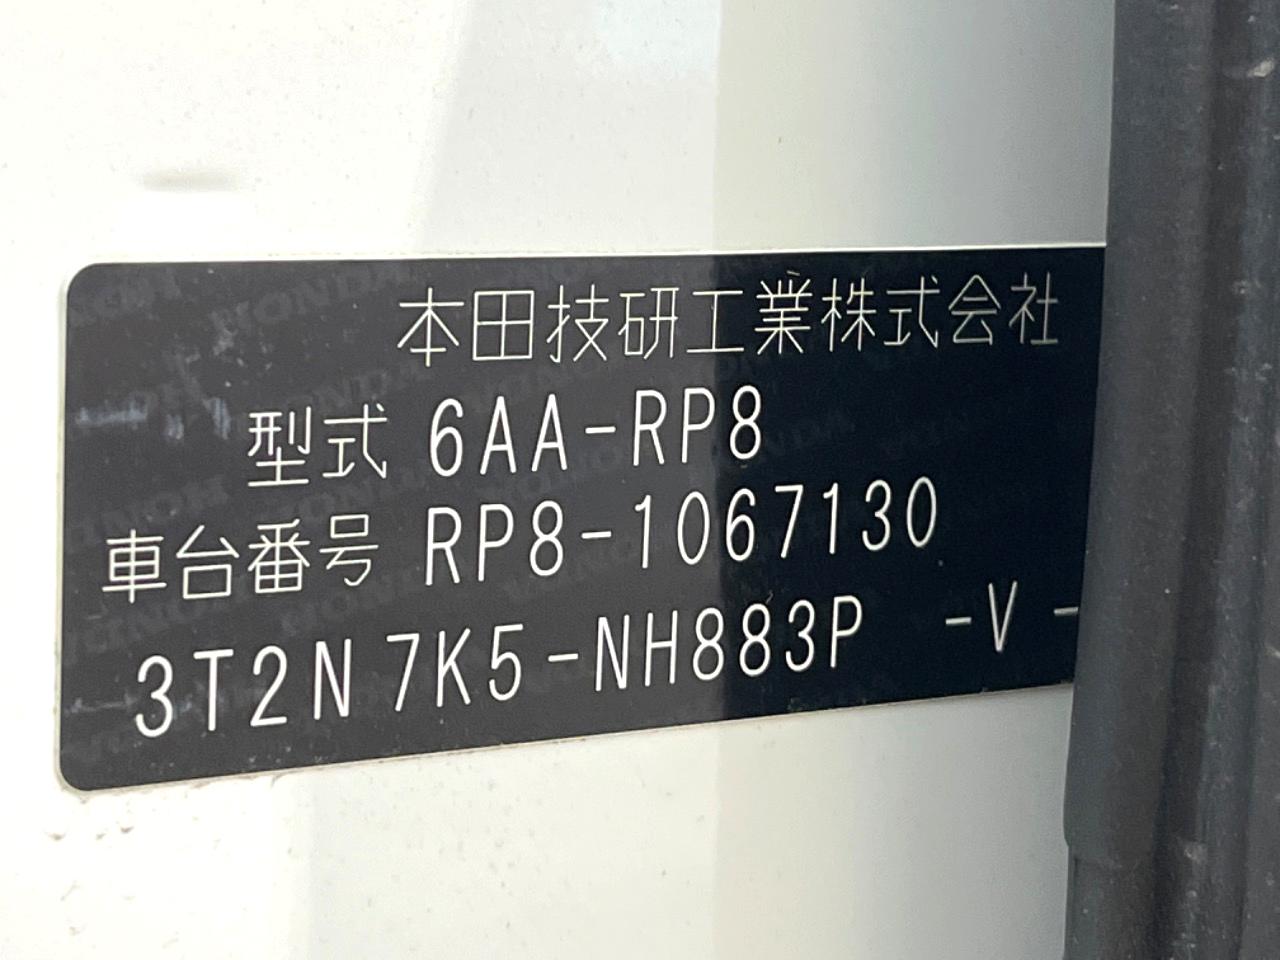 本田技研工業株式会社
型式 6AA-RP8
車台番号 RP8-1067130
3T2N 7K5-NH883P -V-